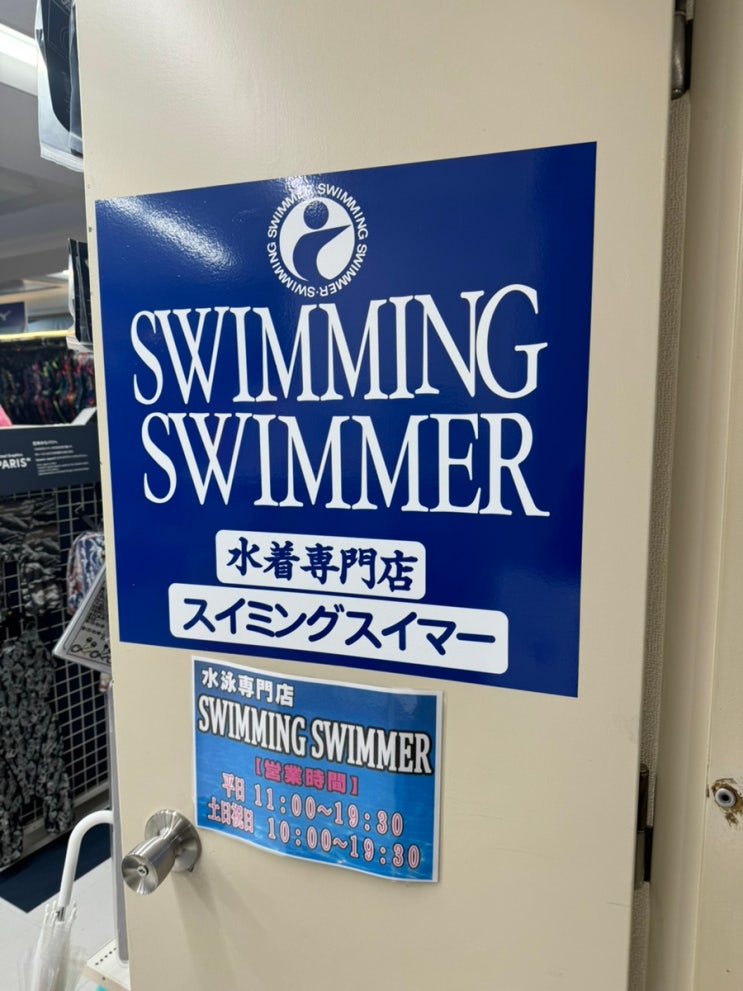 SWIMMING SWIMMER·SWIMMING SWIMMER·
SWIMMING
SWIMMER
水着専門店
スイミングスイマー
水泳専門店
SWIMMING SWIMMER
【営業時間】
平日 11:00～19:30
土日祝日 10:00～19:30
PARIS